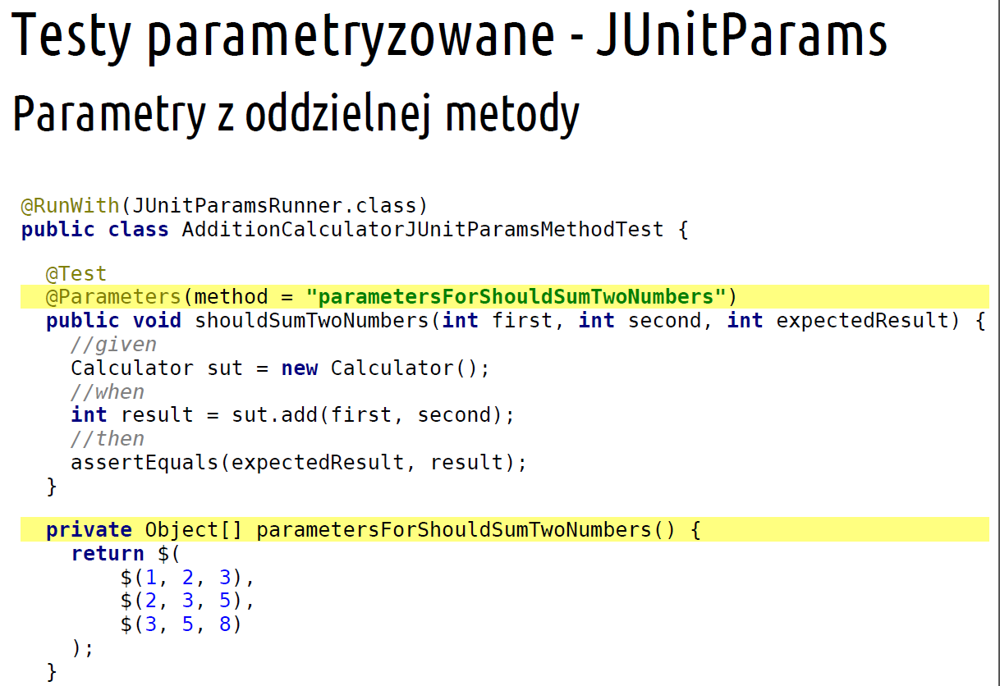 Testy parametryzowane - JUnitParams
Parametry z oddzielnej metody
@RunWith(JUnitParamsRunner.class)
public class AdditionCalculatorJUnitParamsMethodTest {
@Test
@Parameters(method = "parametersForShouldSumTwoNumbers")
public void shouldSumTwoNumbers(int first, int second, int expectedResult) {
//given
Calculator sut = new Calculator();
//when
int result = sut.add(first, second);
//then
assertEquals(expectedResult, result);
}
private Object[] parametersForShouldSumTwoNumbers() {
return $(
$(1, 2, 3),
$(2, 3, 5),
$(3, 5, 8)
);
}